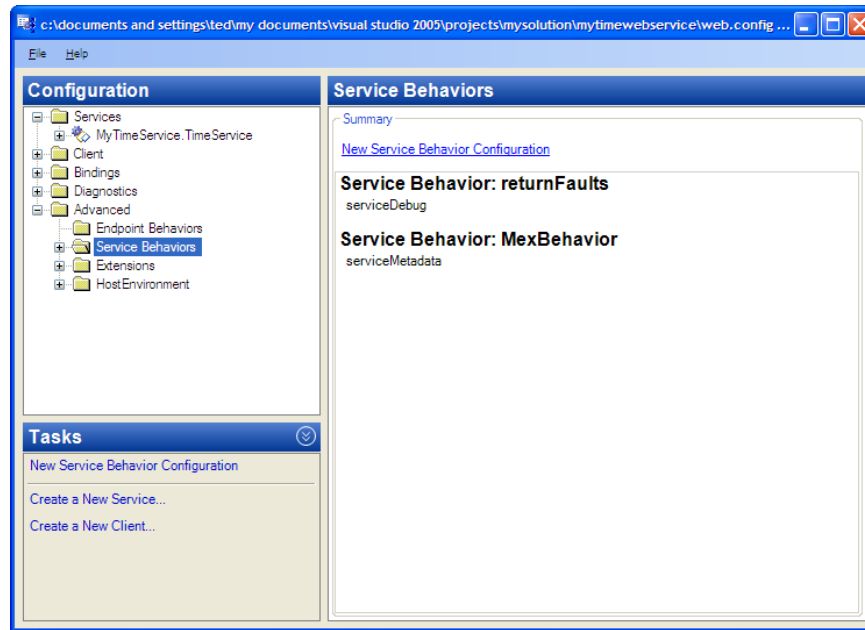 c:\documents and settings\ted\my documents\visual studio 2005\projects\mysolution\mytimewebservice\web.config ...
File Help
Configuration
Services
MyTimeService.TimeService
Client
Bindings
Diagnostics
Advanced
Endpoint Behaviors
Service Behaviors
Extensions
HostEnvironment
Tasks
New Service Behavior Configuration
Create a New Service...
Create a New Client...
Service Behaviors
Summary
New Service Behavior Configuration
Service Behavior: returnFaults
serviceDebug
Service Behavior: MexBehavior
serviceMetadata